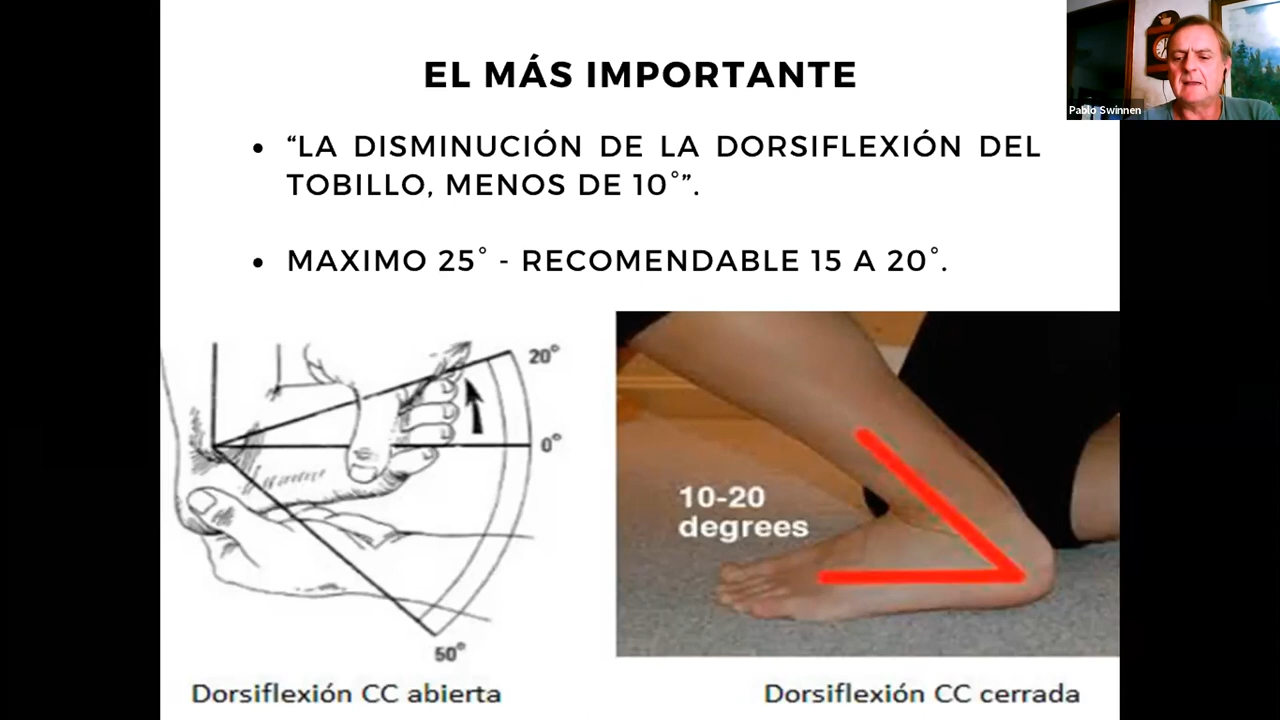 EL MÁS IMPORTANTE
Pablo Swinnen
• “LA DISMINUCIÓN DE LA DORSIFLEXIÓN DEL
TOBILLO, MENOS DE 10°”.
• MAXIMO 25° - RECOMENDABLE 15 A 20°.
20°
0°
50°
10-20
degrees
Dorsiflexión CC abierta
Dorsiflexión CC cerrada